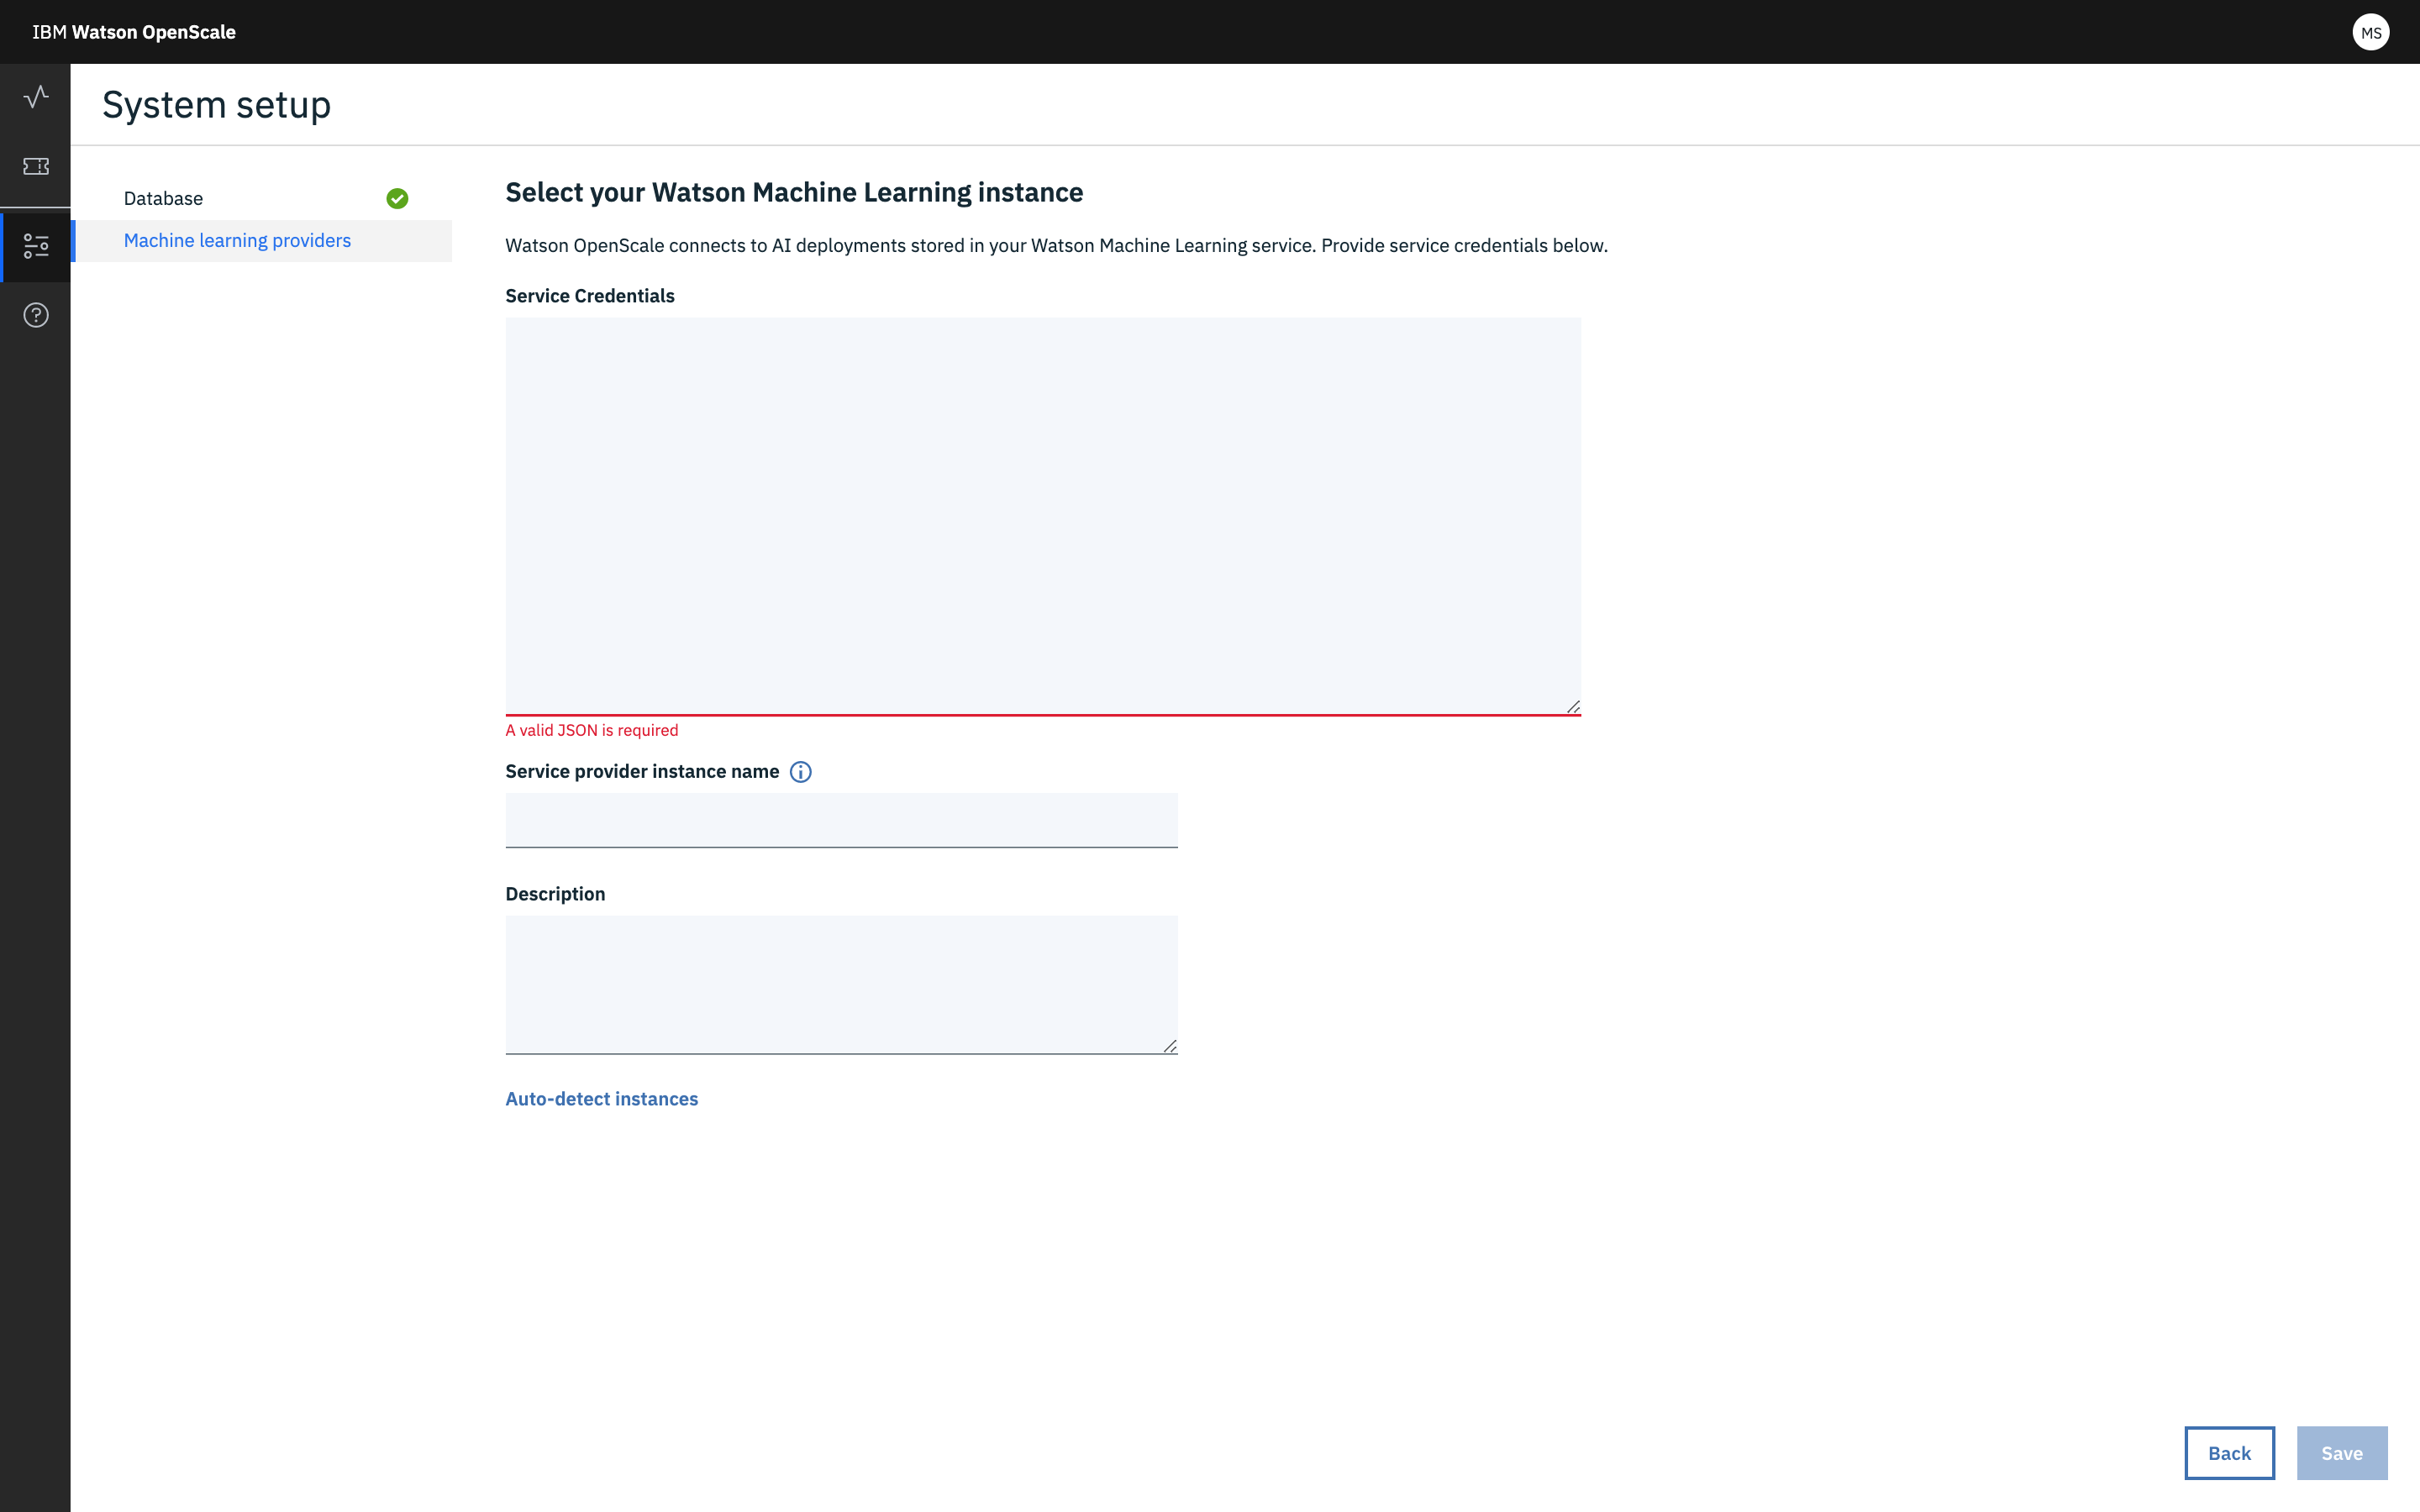 IBM Watson OpenScale
MS
System setup
Database
Machine learning providers
Select your Watson Machine Learning instance
Watson OpenScale connects to AI deployments stored in your Watson Machine Learning service. Provide service credentials below.
Service Credentials
A valid JSON is required
Service provider instance name
Description
Auto-detect instances
Back
Save